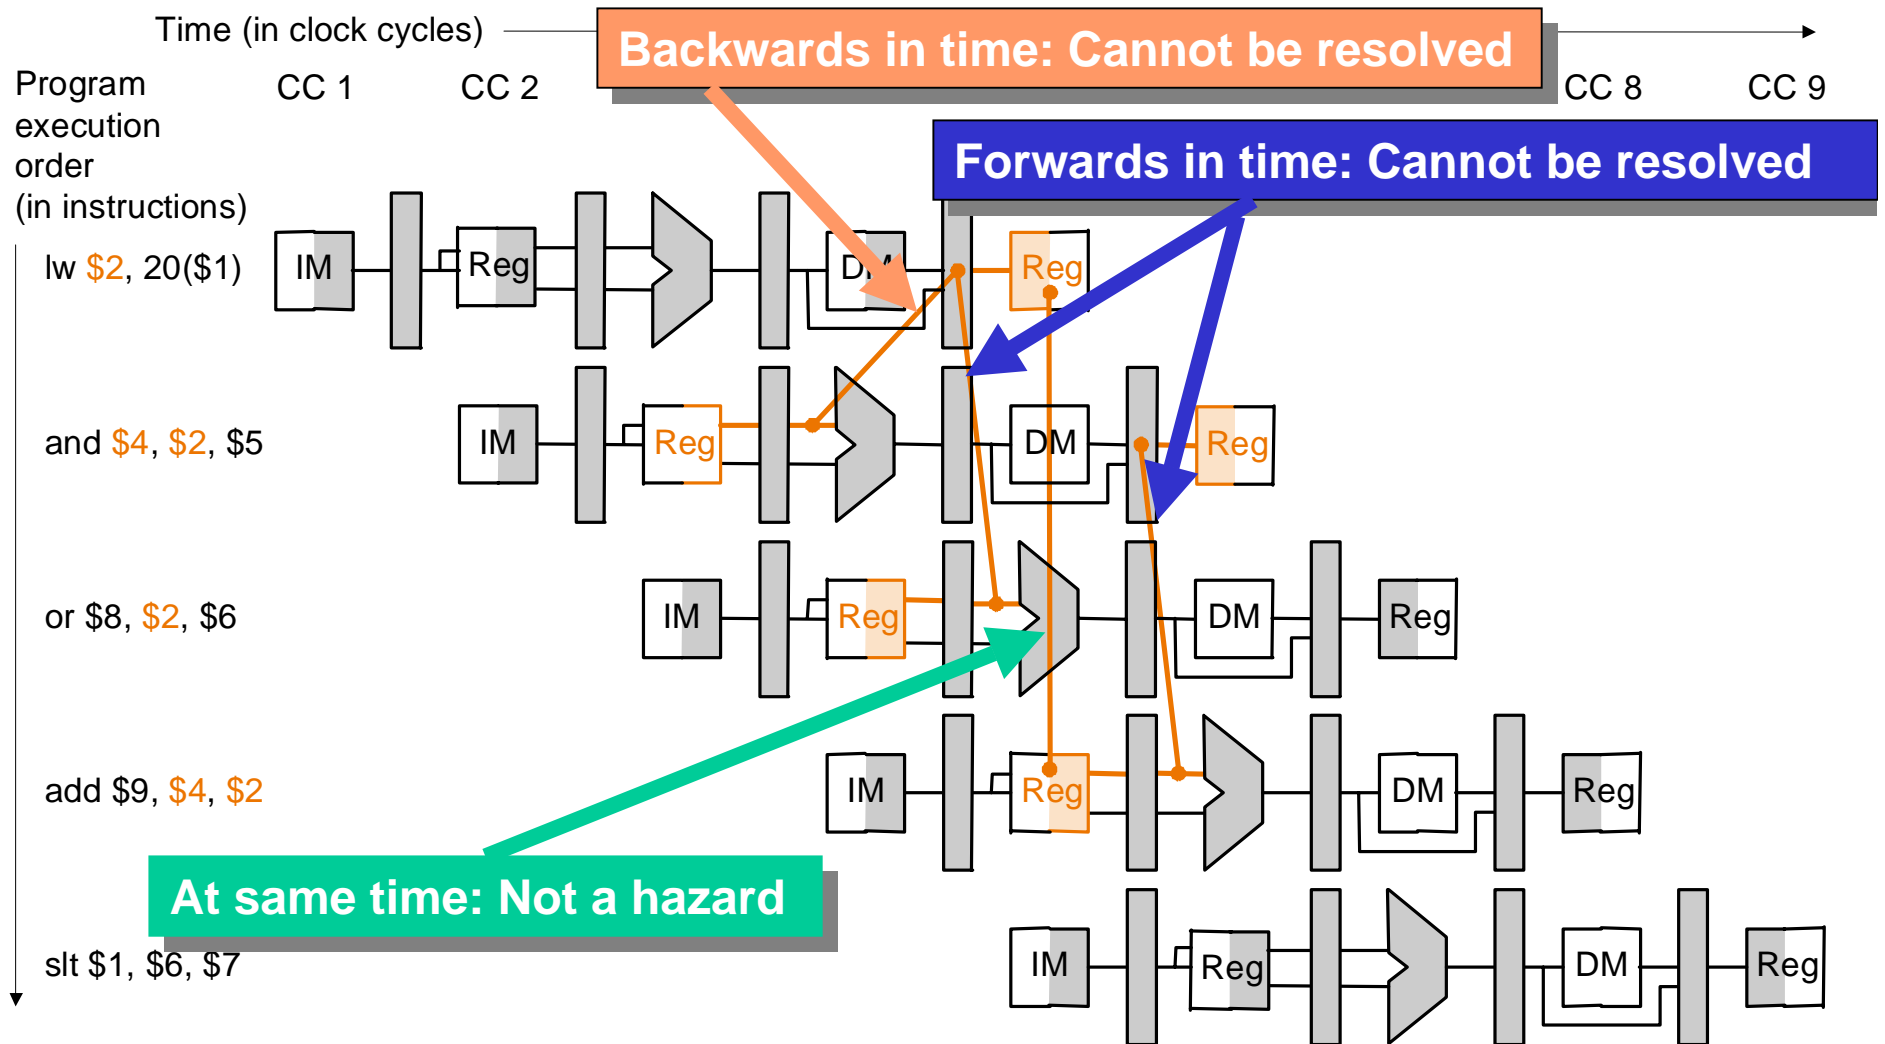 Time (in clock cycles)
Backwards in time: Cannot be resolved
Program
execution
order
(in instructions)
CC 1 CC 2 CC 8 CC 9
Forwards in time: Cannot be resolved
lw $2, 20($1) IM Reg DM Reg
and $4, $2, $5 IM Reg DM Reg
or $8, $2, $6 IM Reg DM Reg
add $9, $4, $2 IM Reg DM Reg
At same time: Not a hazard
slt $1, $6, $7 IM Reg DM Reg